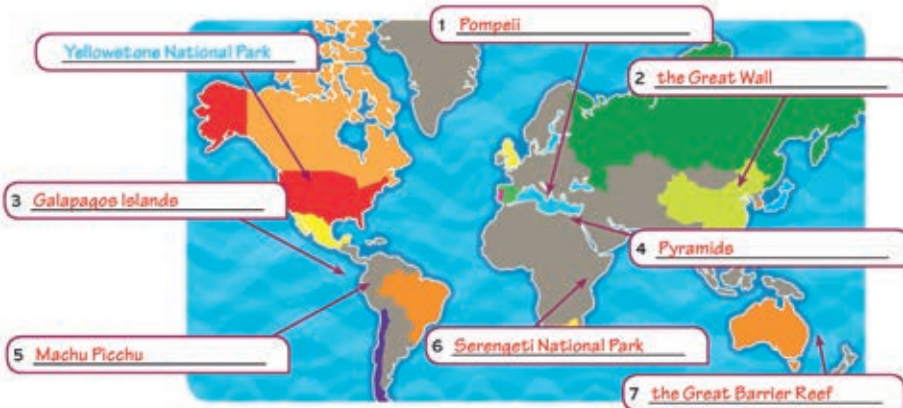 Yellowstone National Park
1 Pompeii
2 the Great Wall
3 Galapagos Islands
4 Pyramids
5 Machu Picchu
6 Serengeti National Park
7 the Great Barrier Reef